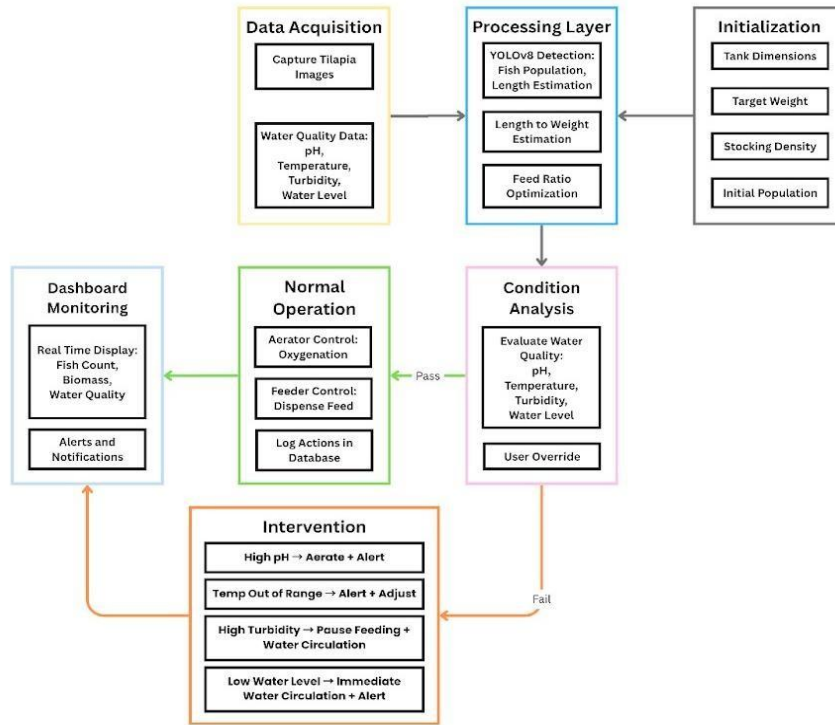 Data Acquisition
Capture Tilapia
Images
Water Quality Data:
pH,
Temperature,
Turbidity,
Water Level
Processing Layer
YOLOv8 Detection:
Fish Population,
Length Estimation
Length to Weight
Estimation
Feed Ratio
Optimization
Initialization
Tank Dimensions
Target Weight
Stocking Density
Initial Population
Dashboard
Monitoring
Real Time Display:
Fish Count,
Biomass,
Water Quality
Alerts and
Notifications
Normal
Operation
Aerator Control:
Oxygenation
Feeder Control:
Dispense Feed
Log Actions in
Database
Pass
Condition
Analysis
Evaluate Water
Quality:
pH,
Temperature,
Turbidity,
Water Level
User Override
Fail
Intervention
High pH → Aerate + Alert
Temp Out of Range → Alert + Adjust
High Turbidity → Pause Feeding +
Water Circulation
Low Water Level → Immediate
Water Circulation + Alert